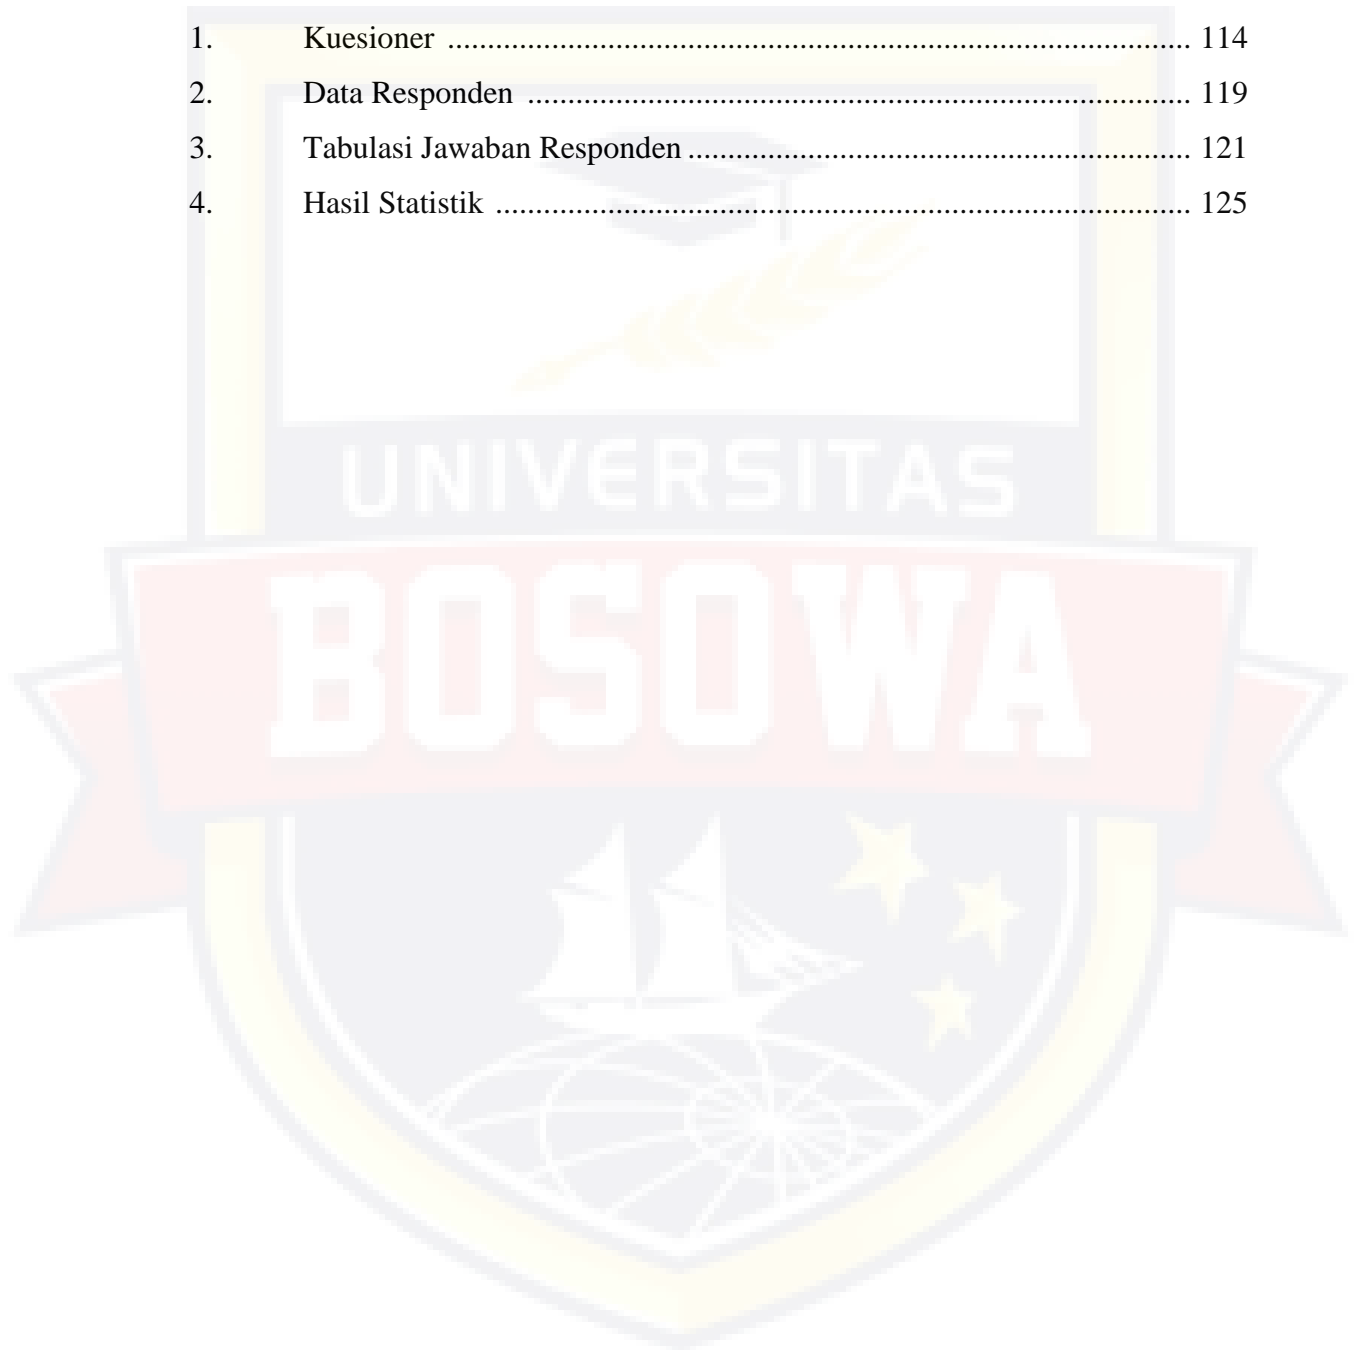 1. Kuesioner ............................................................................................. 114
2. Data Responden ................................................................................... 119
3. Tabulasi Jawaban Responden ............................................................... 121
4. Hasil Statistik ....................................................................................... 125
UNIVERSITAS
BOSOWA